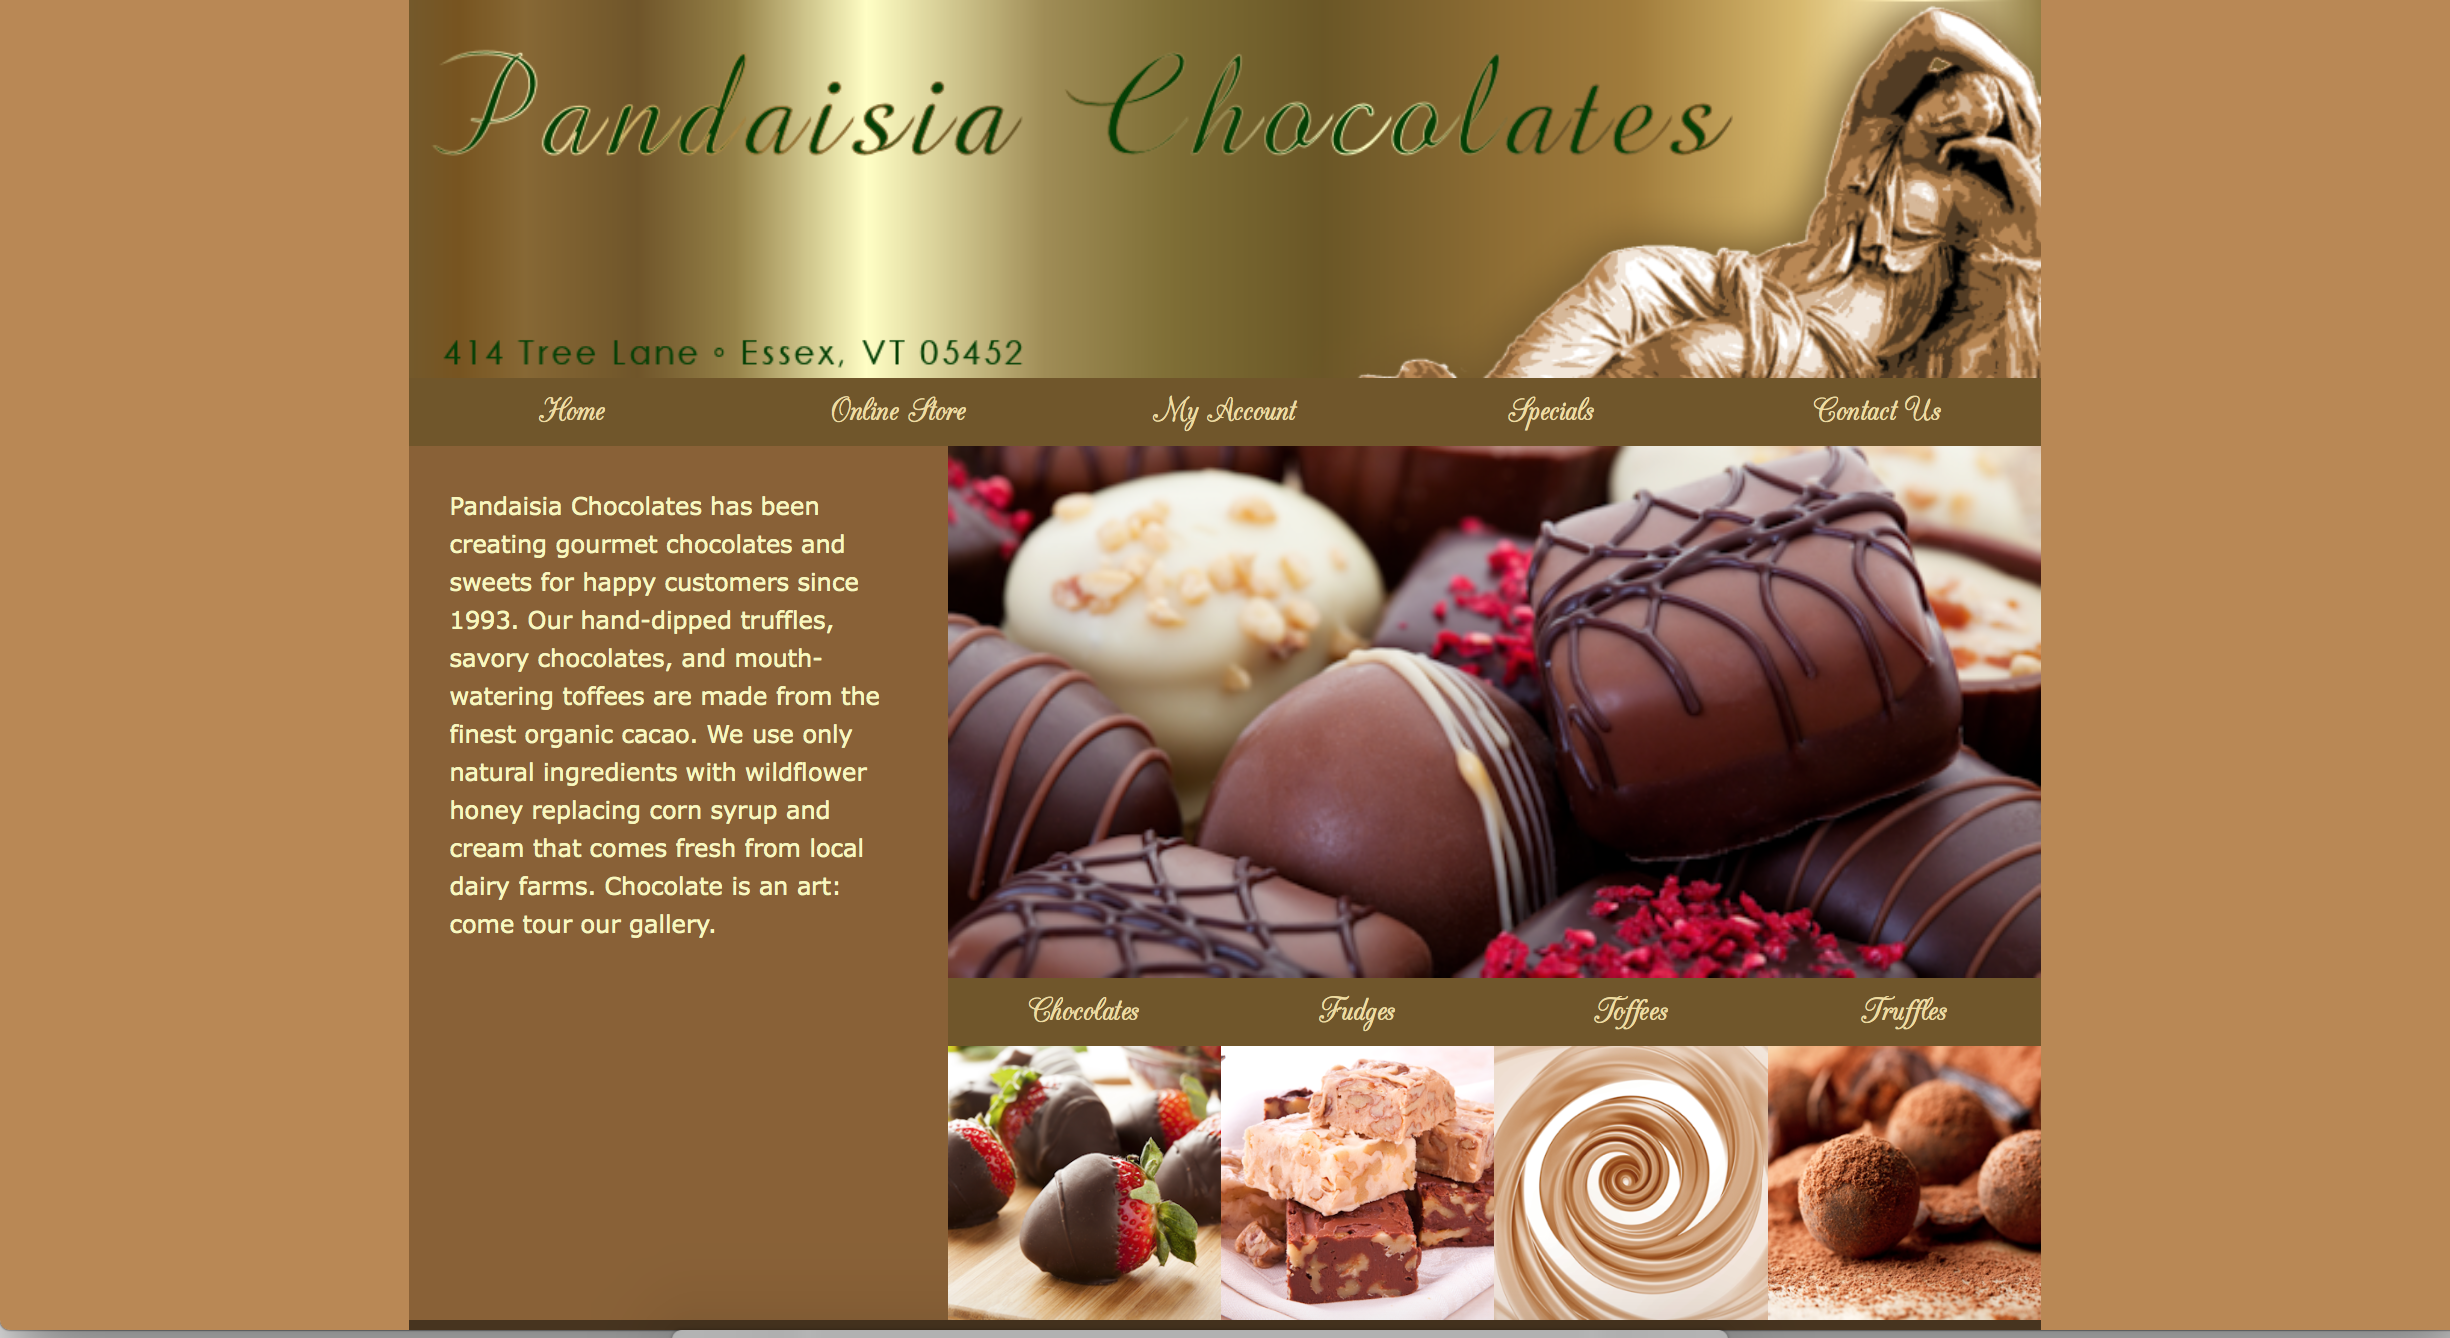 Pandaisia Chocolates
414 Tree Lane ◦ Essex, VT 05452
Home Online Store My Account Specials Contact Us
Pandaisia Chocolates has been
creating gourmet chocolates and
sweets for happy customers since
1993. Our hand-dipped truffles,
savory chocolates, and mouth-
watering toffees are made from the
finest organic cacao. We use only
natural ingredients with wildflower
honey replacing corn syrup and
cream that comes fresh from local
dairy farms. Chocolate is an art:
come tour our gallery.
Chocolates Fudges Toffees Truffles